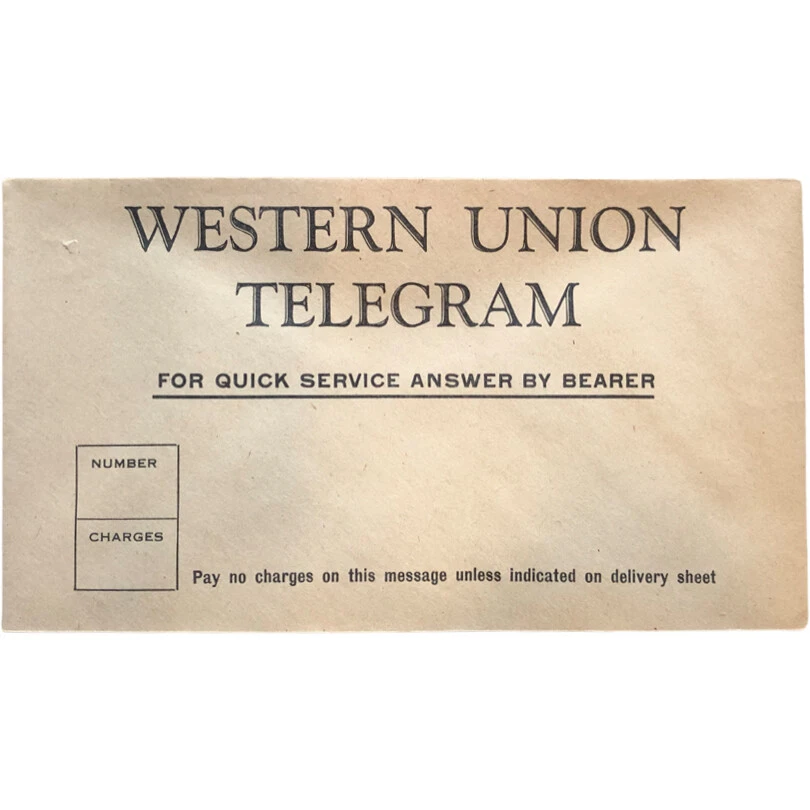 WESTERN UNION
TELEGRAM
FOR QUICK SERVICE ANSWER BY BEARER
NUMBER
CHARGES
Pay no charges on this message unless indicated on delivery sheet